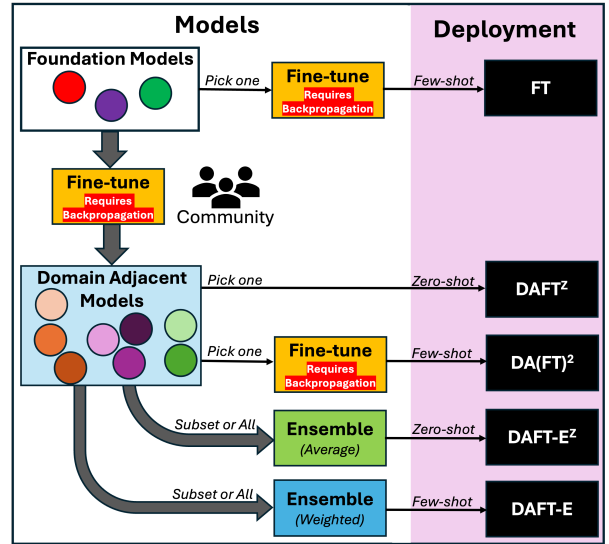 Models
Deployment
Foundation Models
Pick one
Fine-tune
Requires
Backpropagation
Few-shot
FT
Fine-tune
Requires
Backpropagation
Community
Domain Adjacent
Models
Pick one
Zero-shot
DAFTᶻ
Pick one
Fine-tune
Requires
Backpropagation
Few-shot
DA(FT)²
Subset or All
Ensemble
(Average)
Zero-shot
DAFT-Eᶻ
Subset or All
Ensemble
(Weighted)
Few-shot
DAFT-E